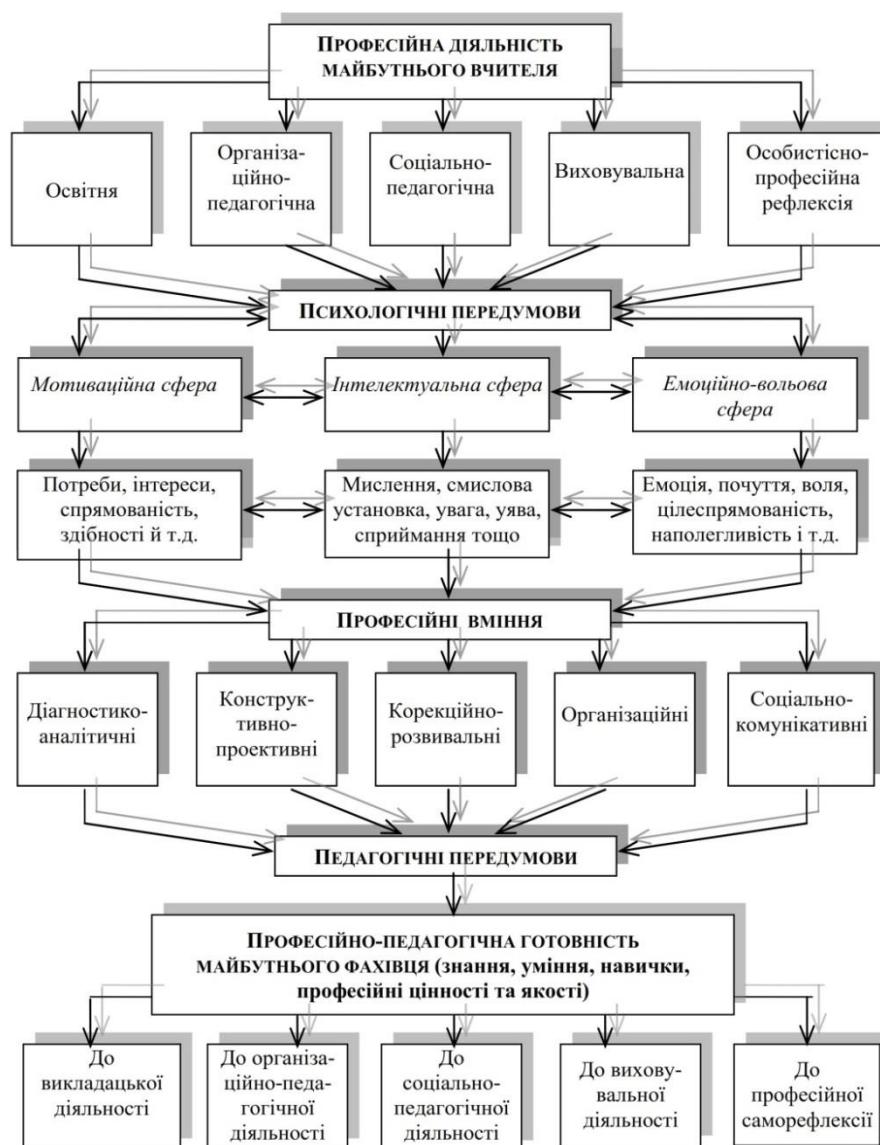 ПРОФЕСІЙНА ДІЯЛЬНІСТЬ
МАЙБУТНЬОГО ВЧИТЕЛЯ
Освітня
Організа-
ційно-
педагогічна
Соціально-
педагогічна
Виховувальна
Особистісно-
професійна
рефлексія
ПСИХОЛОГІЧНІ ПЕРЕДУМОВИ
Мотиваційна сфера
Інтелектуальна сфера
Емоційно-вольова
сфера
Потреби, інтереси,
спрямованість,
здібності й т.д.
Мислення, смислова
установка, увага, уява,
сприймання тощо
Емоція, почуття, воля,
цілеспрямованість,
наполегливість і т.д.
ПРОФЕСІЙНІ ВМІННЯ
Діагностико-
аналітичні
Конструк-
тивно-
проективні
Корекційно-
розвивальні
Організаційні
Соціально-
комунікативні
ПЕДАГОГІЧНІ ПЕРЕДУМОВИ
ПРОФЕСІЙНО-ПЕДАГОГІЧНА ГОТОВНІСТЬ
МАЙБУТНЬОГО ФАХІВЦЯ (знання, уміння, навички,
професійні цінності та якості)
До
викладацької
діяльності
До організа-
ційно-педа-
гогічної
діяльності
До
соціально-
педагогічної
діяльності
До вихову-
вальної
діяльності
До
професійної
саморефлексії